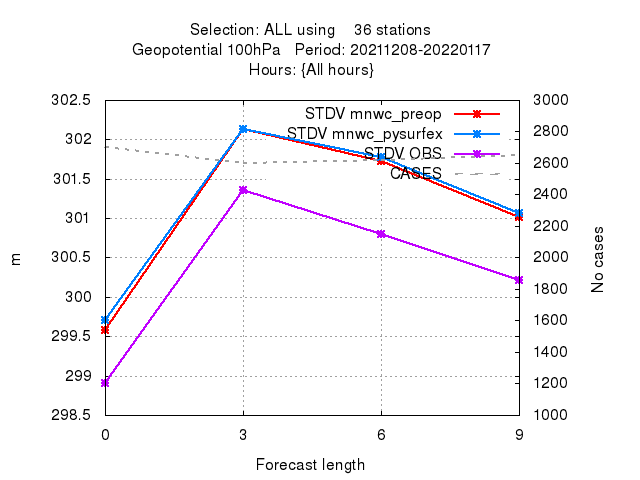 Selection: ALL using    36 stations
Geopotential 100hPa   Period: 20211208-20220117
Hours: {All hours}
STDV mnwc_preop
STDV mnwc_pysurfex
STDV OBS
CASES
302.5
302
301.5
301
300.5
300
299.5
299
298.5
m
3000
2800
2600
2400
2200
2000
1800
1600
1400
1200
1000
No cases
0 3 6 9
Forecast length